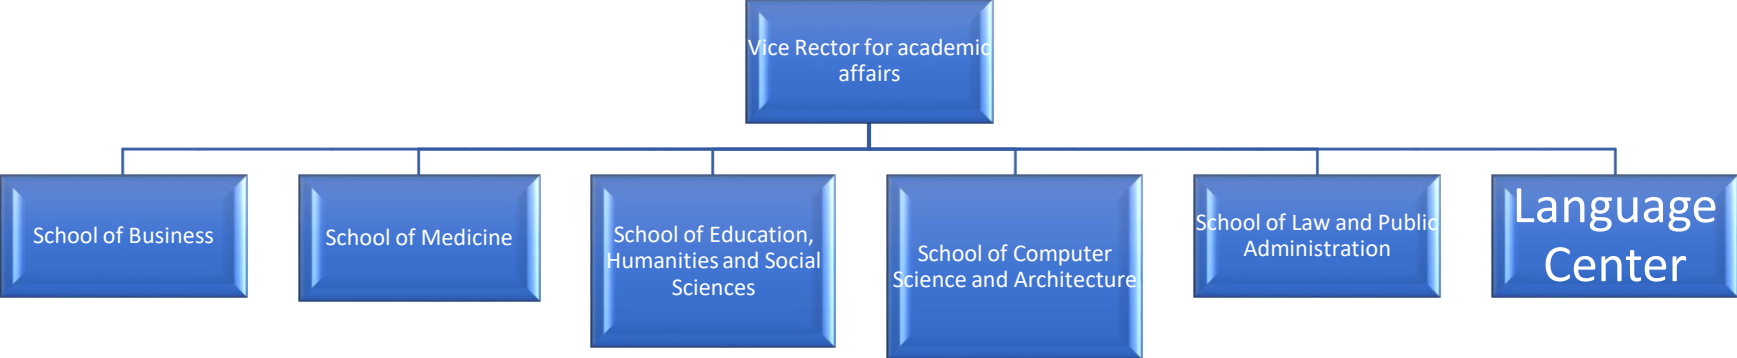 Vice Rector for academic
affairs
School of Business
School of Medicine
School of Education,
Humanities and Social
Sciences
School of Computer
Science and Architecture
School of Law and Public
Administration
Language
Center